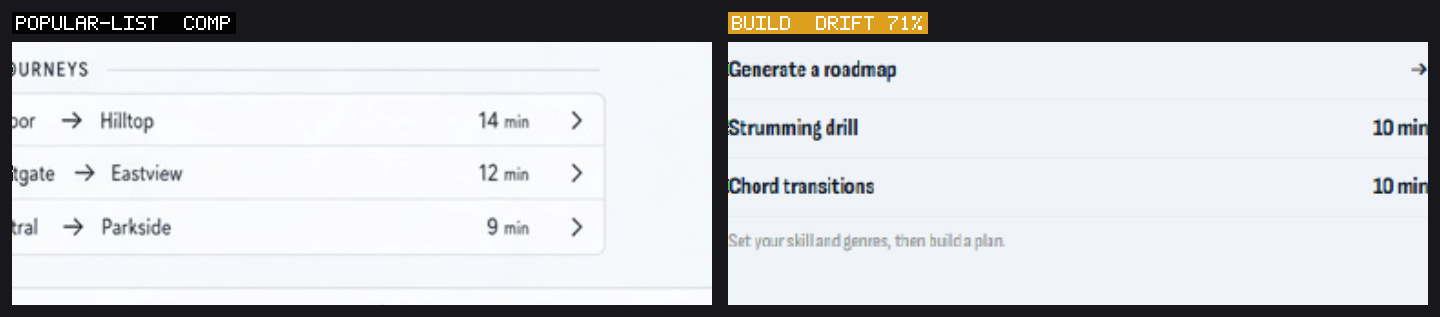 POPULAR-LIST COMP
OURNEYS
oor → Hilltop 14 min
tgate → Eastview 12 min
tral → Parkside 9 min
BUILD DRIFT 71%
Generate a roadmap →
Strumming drill 10 min
Chord transitions 10 min
Set your skill and genres, then build a plan.